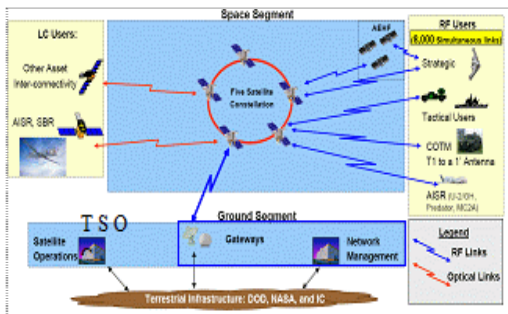 Space Segment
LC Users:
Other Asset
Inter-connectivity
AISR, SBR
Five Satellite
Constellation
AEHF
RF Users
(8,000 Simultaneous links)
Strategic
Tactical Users
COTM
T1 to a 1' Antenna
AISR (U-2/GH,
Predator, MC2A)
Ground Segment
TSO
Satellite
Operations
Gateways
Network
Management
Terrestrial Infrastructure: DOD, NASA, and IC
Legend
RF Links
Optical Links